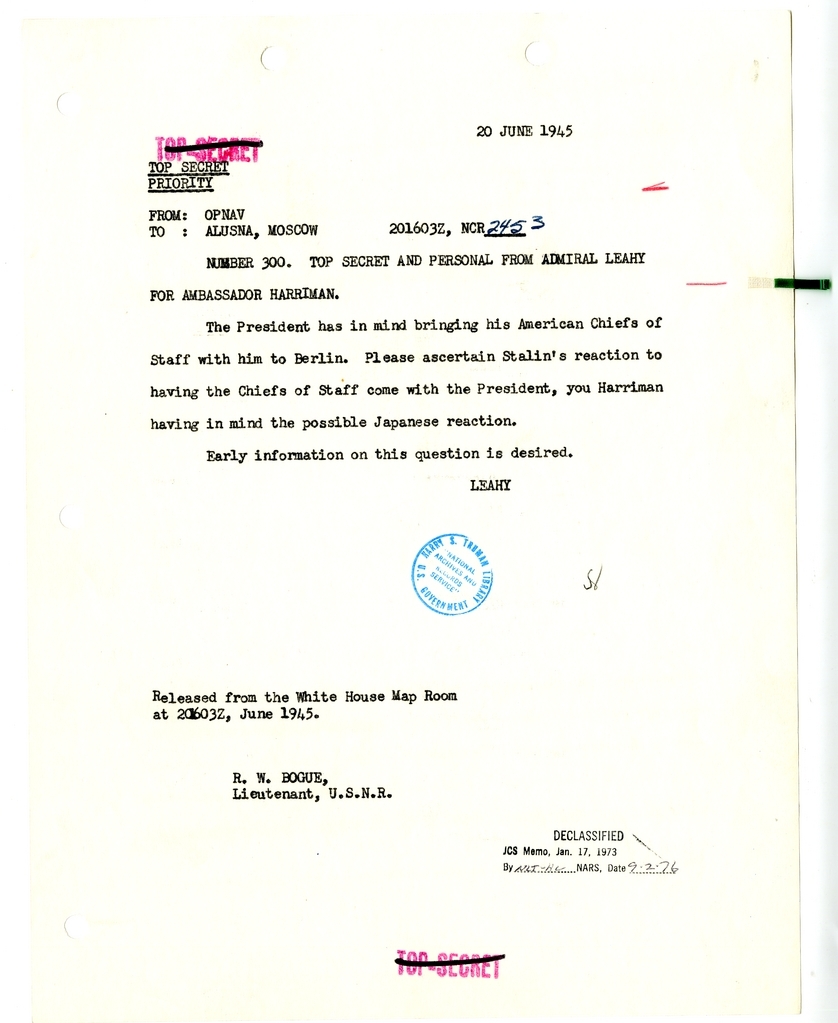 20 JUNE 1945
TOP SECRET
TOP SECRET
PRIORITY
FROM: OPNAV
TO : ALUSNA, MOSCOW 201603Z, NCR 2453
NUMBER 300. TOP SECRET AND PERSONAL FROM ADMIRAL LEAHY
FOR AMBASSADOR HARRIMAN.
The President has in mind bringing his American Chiefs of
Staff with him to Berlin. Please ascertain Stalin's reaction to
having the Chiefs of Staff come with the President, you Harriman
having in mind the possible Japanese reaction.
Early information on this question is desired.
LEAHY
HARRY S. TRUMAN LIBRARY
"NATIONAL
ARCHIVES AND
RECORDS
SERVICE"
U.S. GOVERNMENT
Released from the White House Map Room
at 201603Z, June 1945.
R. W. BOGUE,
Lieutenant, U.S.N.R.
DECLASSIFIED
JCS Memo, Jan. 17, 1973
By NLT-HC NARS, Date 9-2-76
TOP SECRET